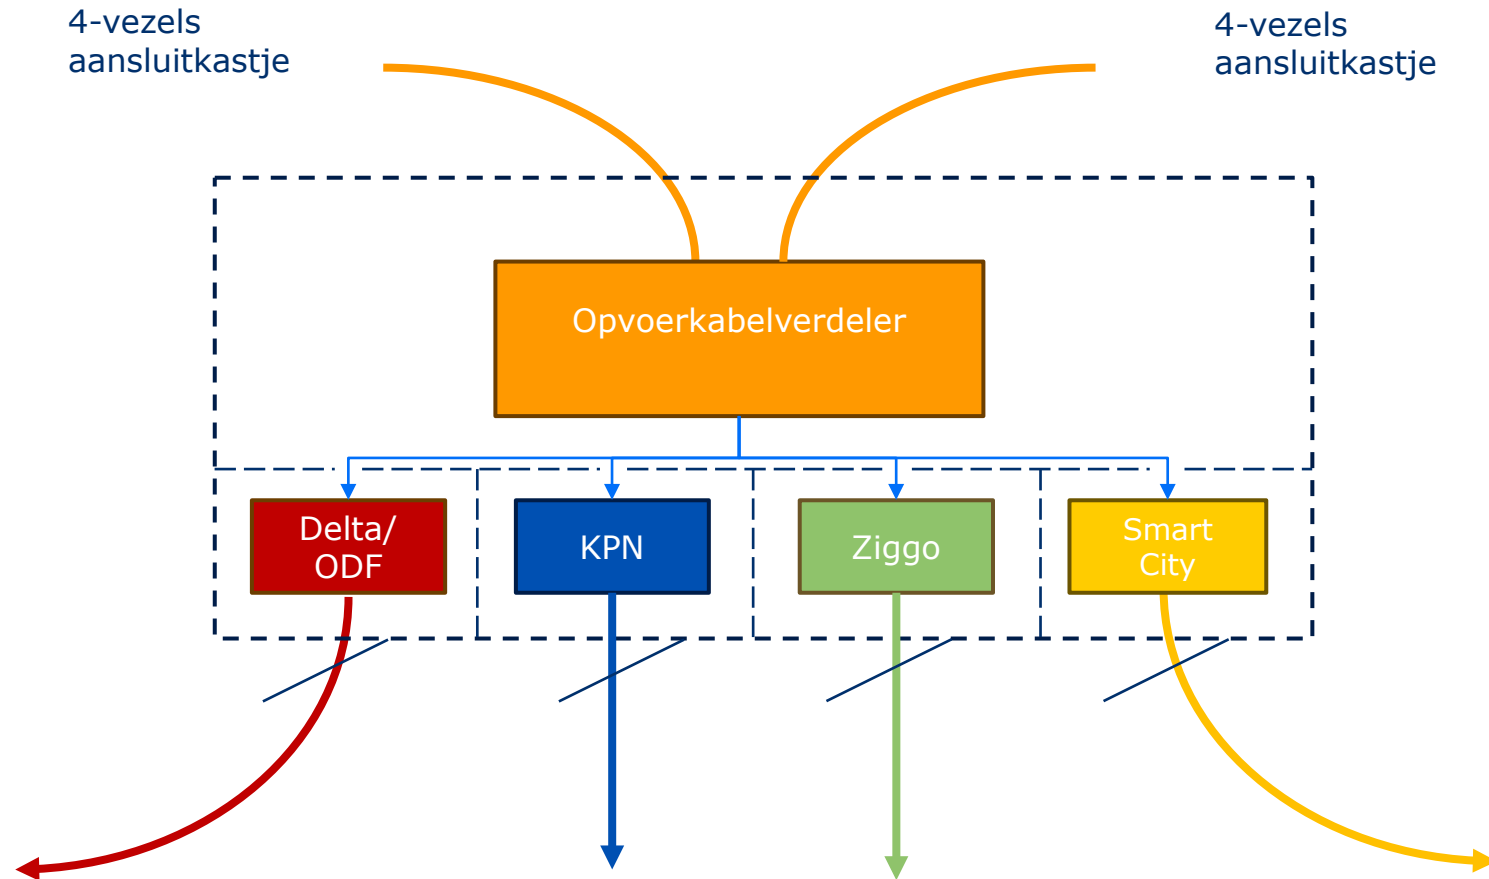 4-vezels
aansluitkastje
4-vezels
aansluitkastje
Opvoerkabelverdeler
Delta/
ODF
KPN
Ziggo
Smart
City